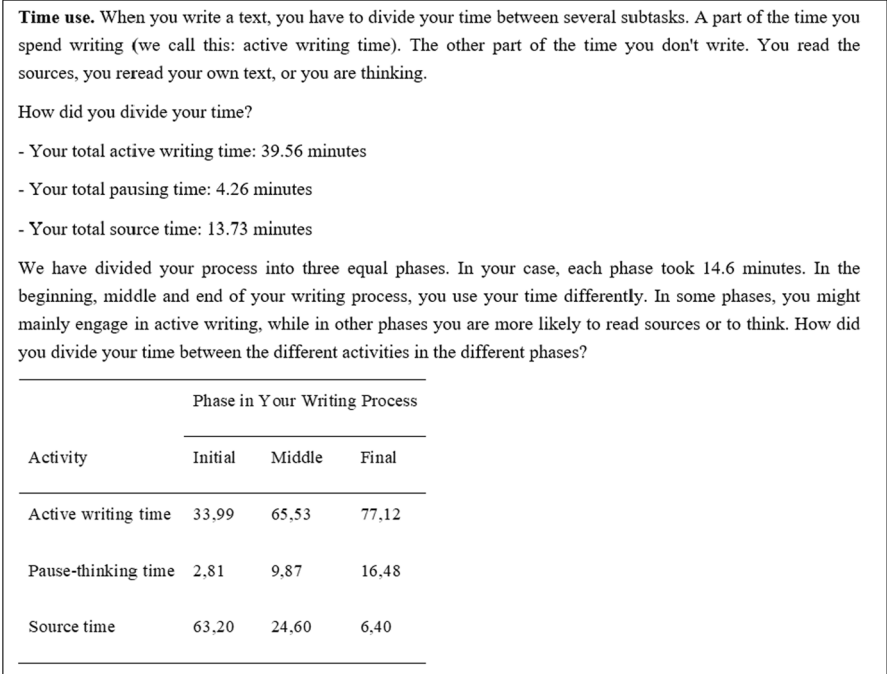 Time use. When you write a text, you have to divide your time between several subtasks. A part of the time you
spend writing (we call this: active writing time). The other part of the time you don't write. You read the
sources, you reread your own text, or you are thinking.
How did you divide your time?
- Your total active writing time: 39.56 minutes
- Your total pausing time: 4.26 minutes
- Your total source time: 13.73 minutes
We have divided your process into three equal phases. In your case, each phase took 14.6 minutes. In the
beginning, middle and end of your writing process, you use your time differently. In some phases, you might
mainly engage in active writing, while in other phases you are more likely to read sources or to think. How did
you divide your time between the different activities in the different phases?
Phase in Your Writing Process
Activity Initial Middle Final
Active writing time 33,99 65,53 77,12
Pause-thinking time 2,81 9,87 16,48
Source time 63,20 24,60 6,40